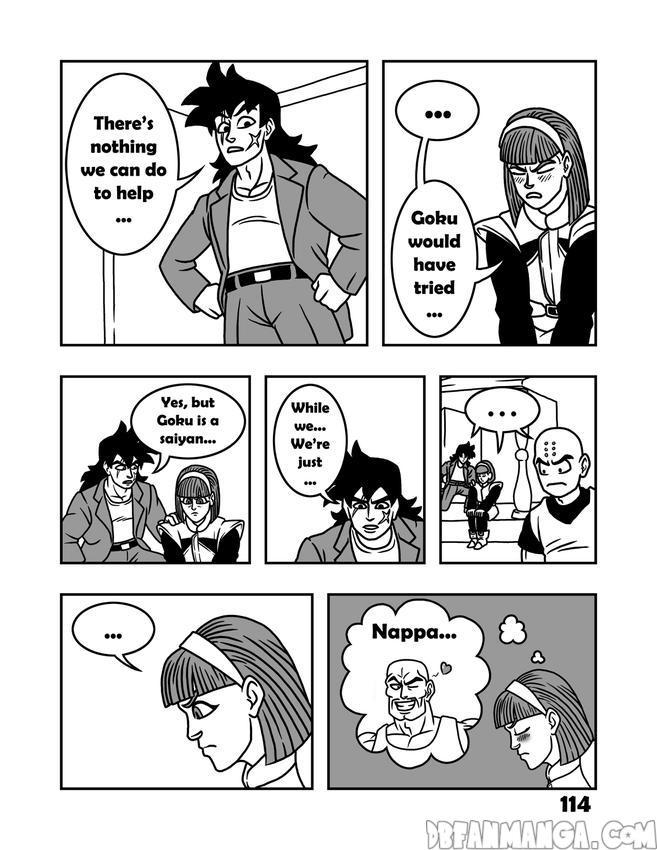 There's
nothing
we can do
to help
...
...
Goku
would
have
tried
...
Yes, but
Goku is a
saiyan...
While
we...
We're
just
...
...
...
Nappa...
114
DBFANMANGA.COM